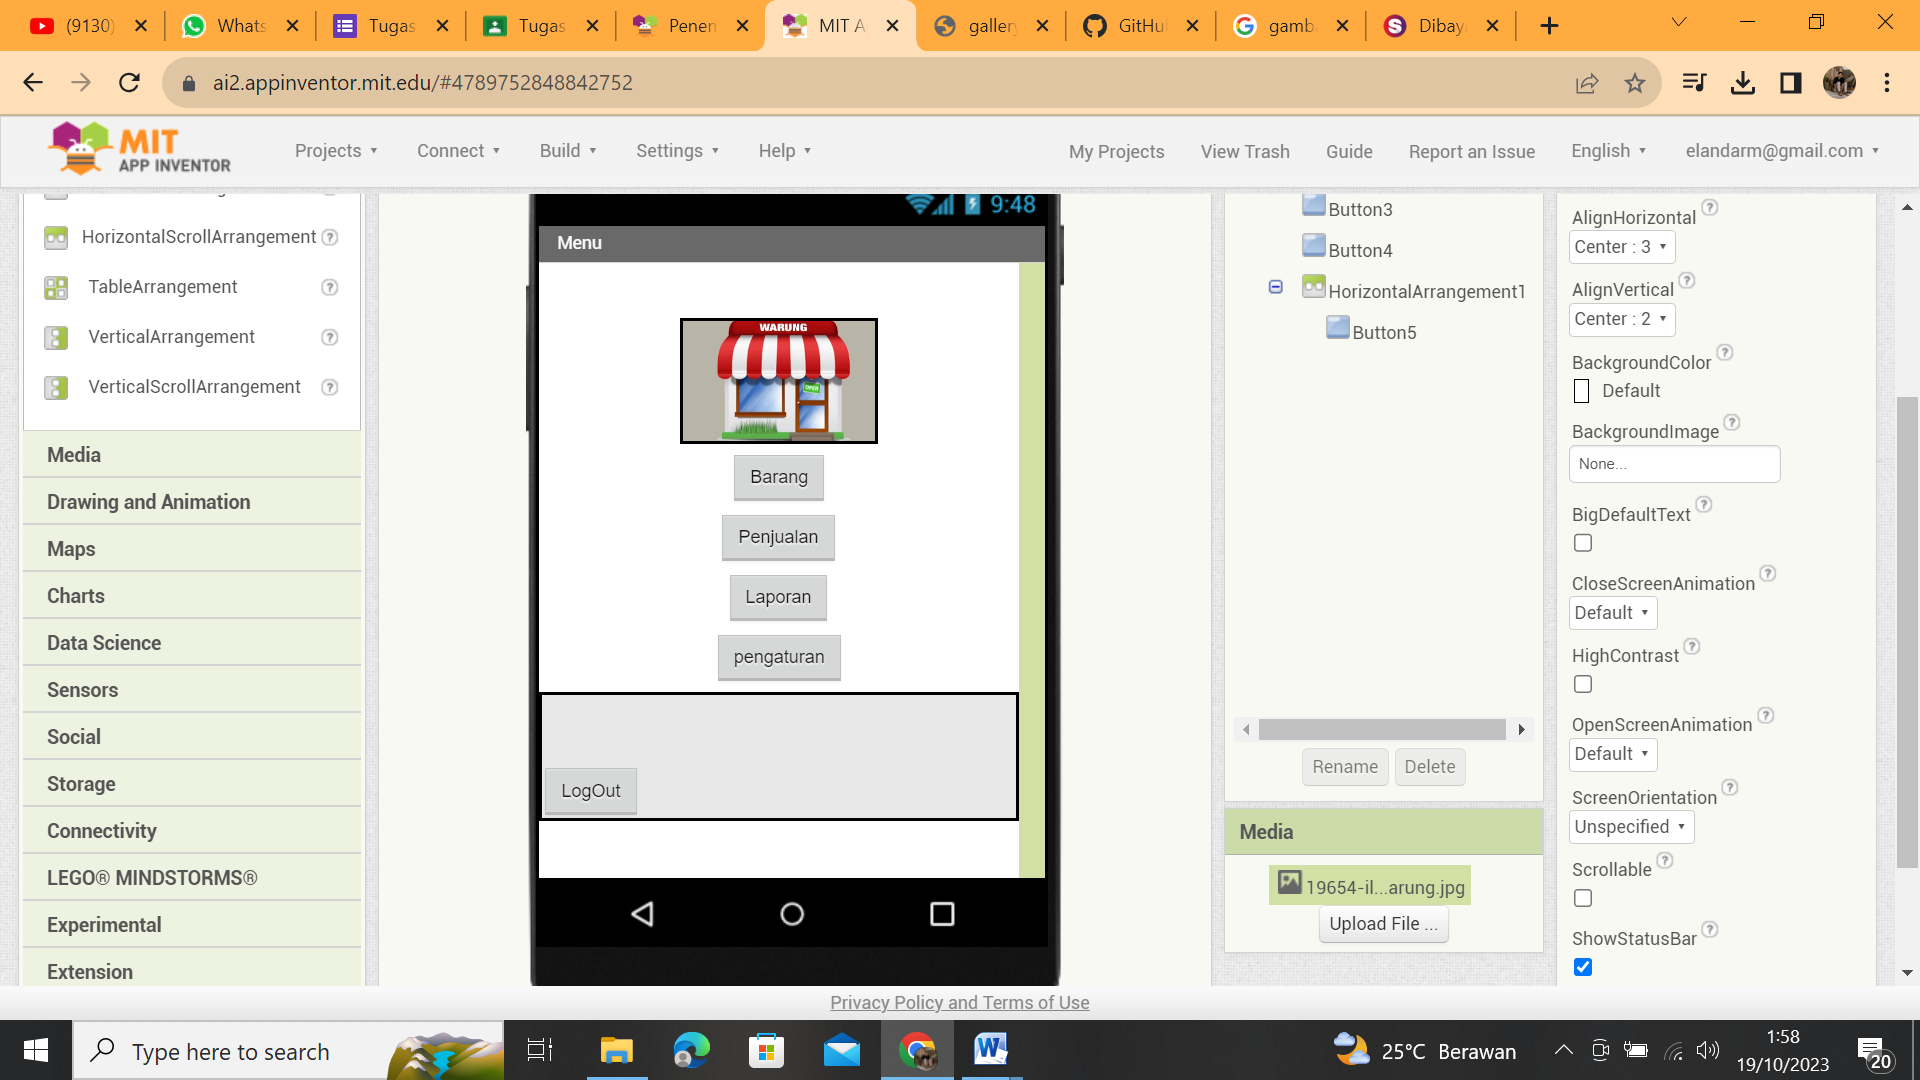 (9130)
Whats
Tugas
Tugas
Penem
MIT A
gallery
GitHu
gamb
Dibay
ai2.appinventor.mit.edu/#4789752848842752
MIT
APP INVENTOR
Projects
Connect
Build
Settings
Help
My Projects
View Trash
Guide
Report an Issue
English
elandarm@gmail.com
HorizontalScrollArrangement
TableArrangement
VerticalArrangement
VerticalScrollArrangement
Media
Drawing and Animation
Maps
Charts
Data Science
Sensors
Social
Storage
Connectivity
LEGO® MINDSTORMS®
Experimental
Extension
9:48
Menu
WARUNG
OPEN
Barang
Penjualan
Laporan
pengaturan
LogOut
Button3
Button4
HorizontalArrangement1
Button5
Rename
Delete
Media
19654-il...arung.jpg
Upload File ...
AlignHorizontal
Center : 3
AlignVertical
Center : 2
BackgroundColor
Default
BackgroundImage
None...
BigDefaultText
CloseScreenAnimation
Default
HighContrast
OpenScreenAnimation
Default
ScreenOrientation
Unspecified
Scrollable
ShowStatusBar
Privacy Policy and Terms of Use
Type here to search
25°C Berawan
1:58
19/10/2023
20